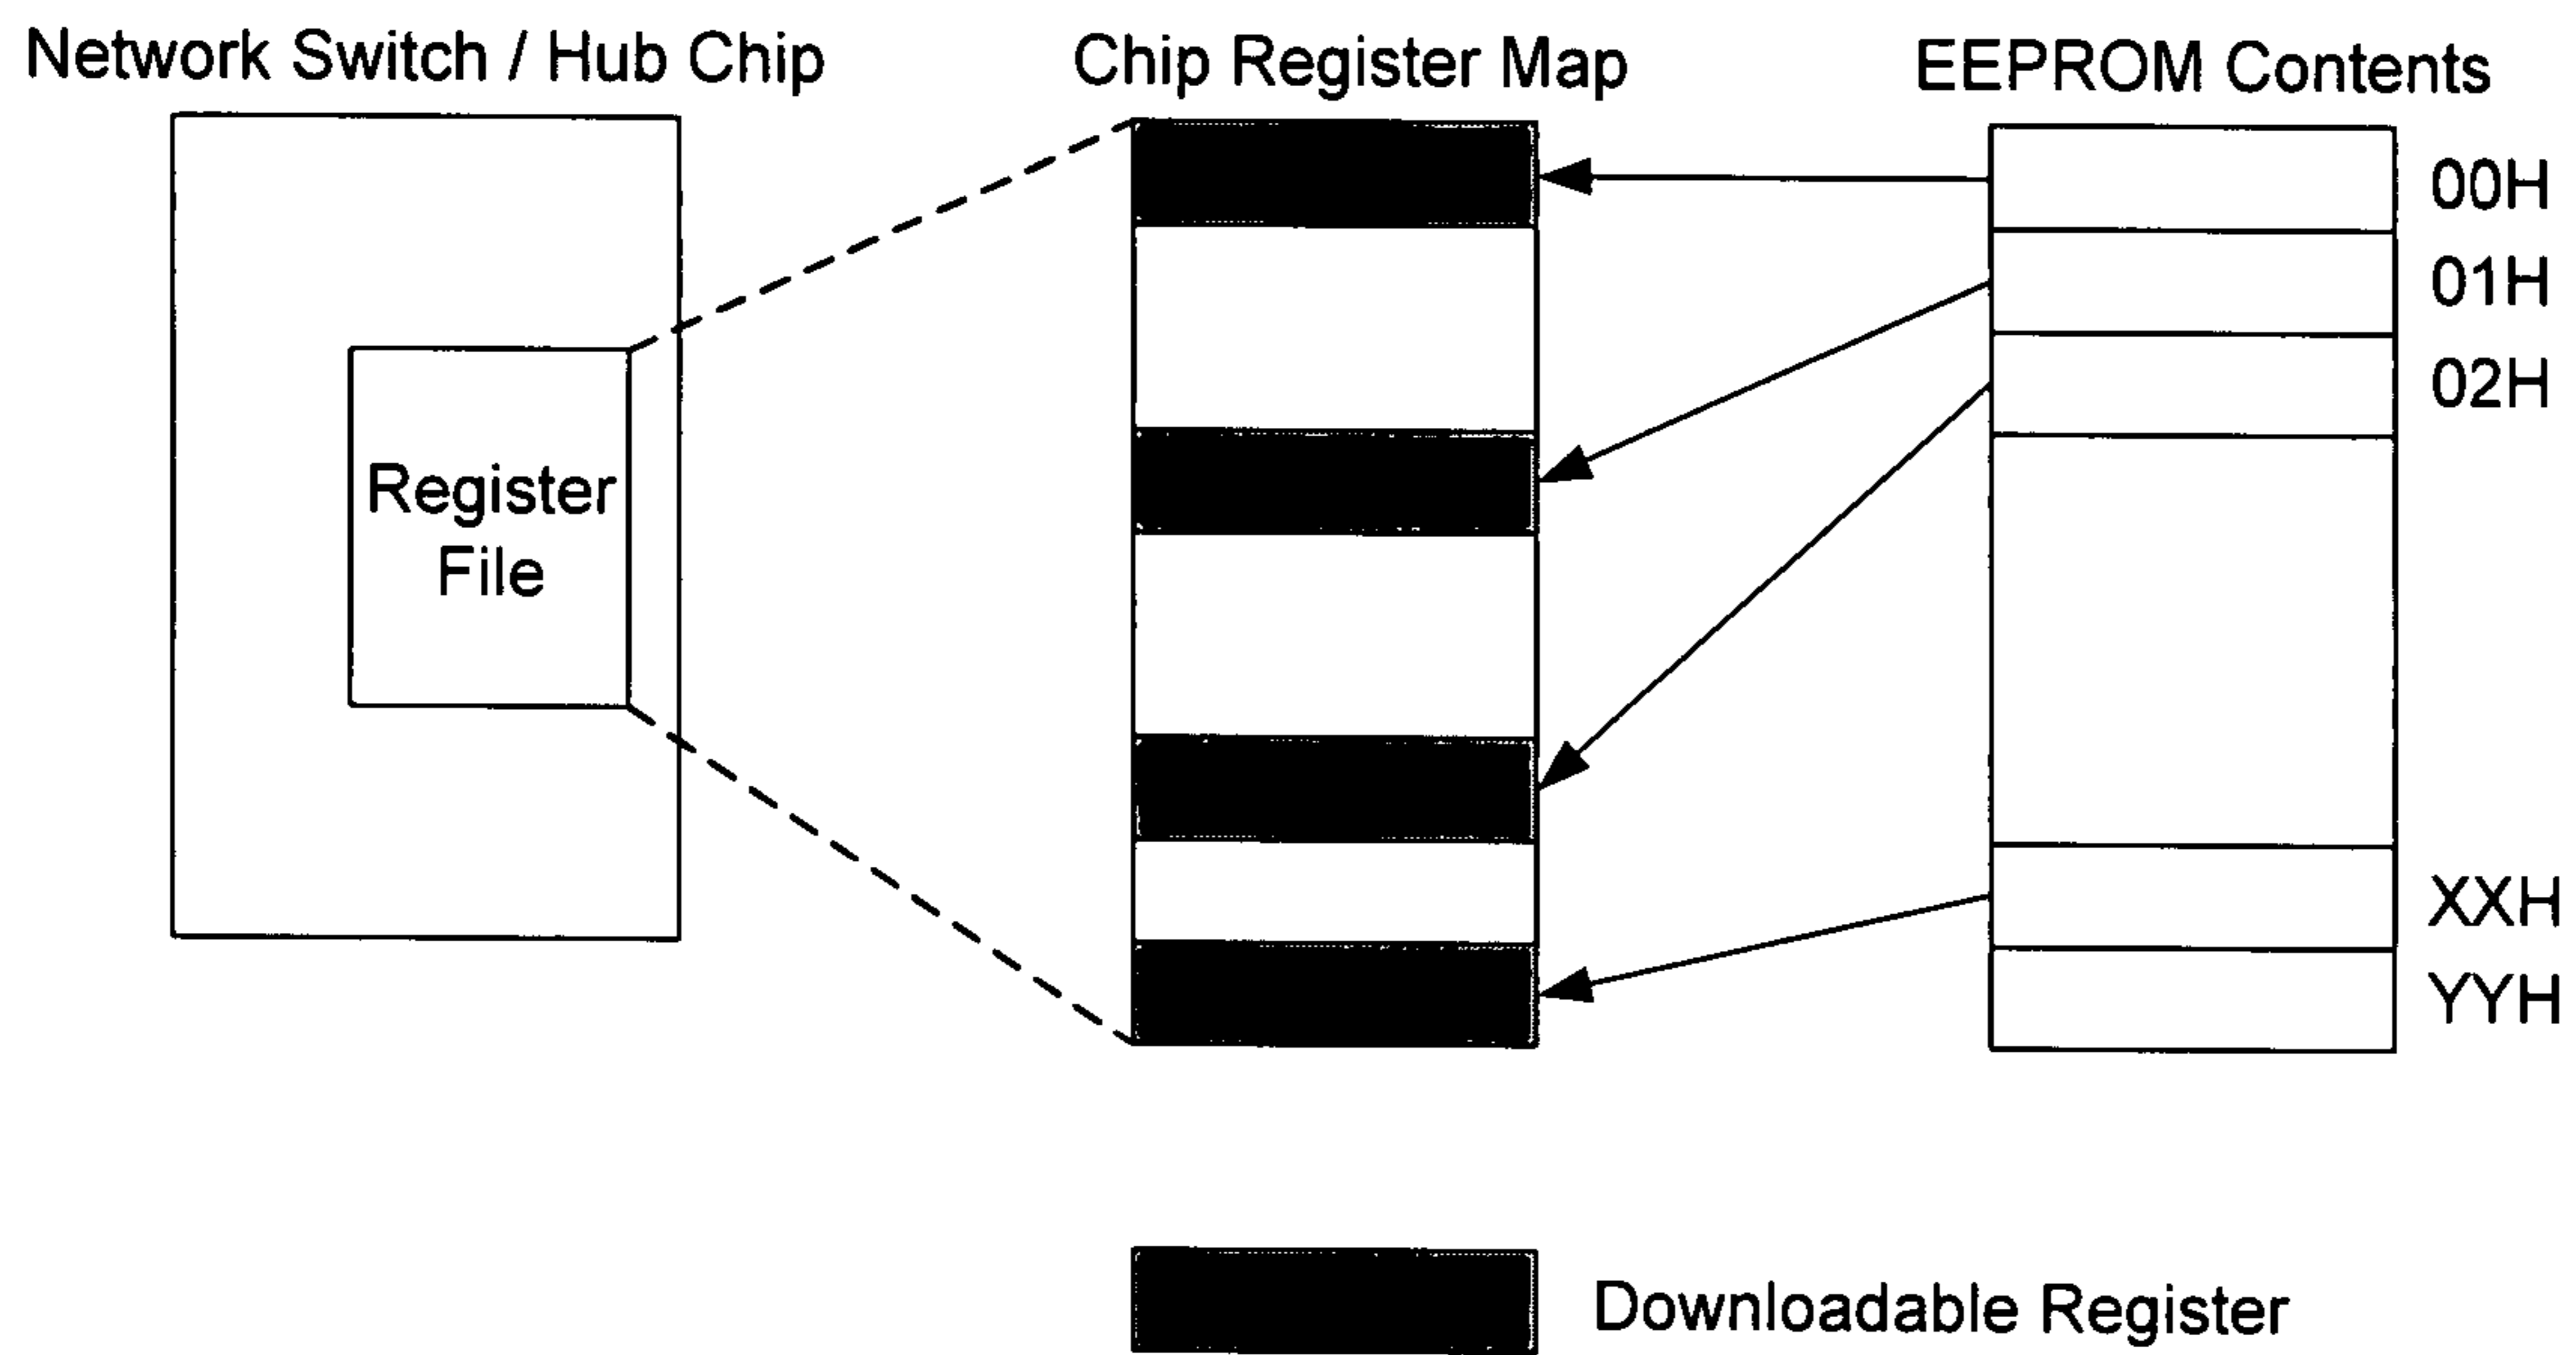 Network Switch / Hub Chip
Chip Register Map
EEPROM Contents
00H
01H
02H
Register
File
XXH
YYH
Downloadable Register